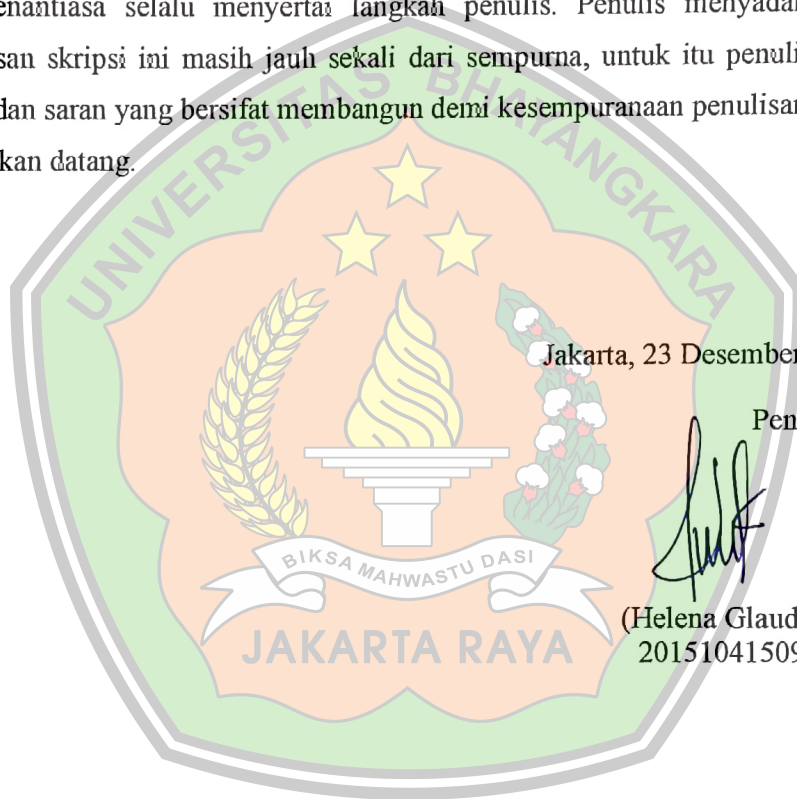 enantiasa selalu menyertai langkah penulis. Penulis menyadar
san skripsi ini masih jauh sekali dari sempurna, untuk itu penuli
dan saran yang bersifat membangun demi kesempuranaan penulisan
kan datang.
UNIVERSITAS BHAYANGKARA
Jakarta, 23 Desember
Pen
BIKSA MAHWASTU DASI
(Helena Glaud
JAKARTA RAYA
20151041509